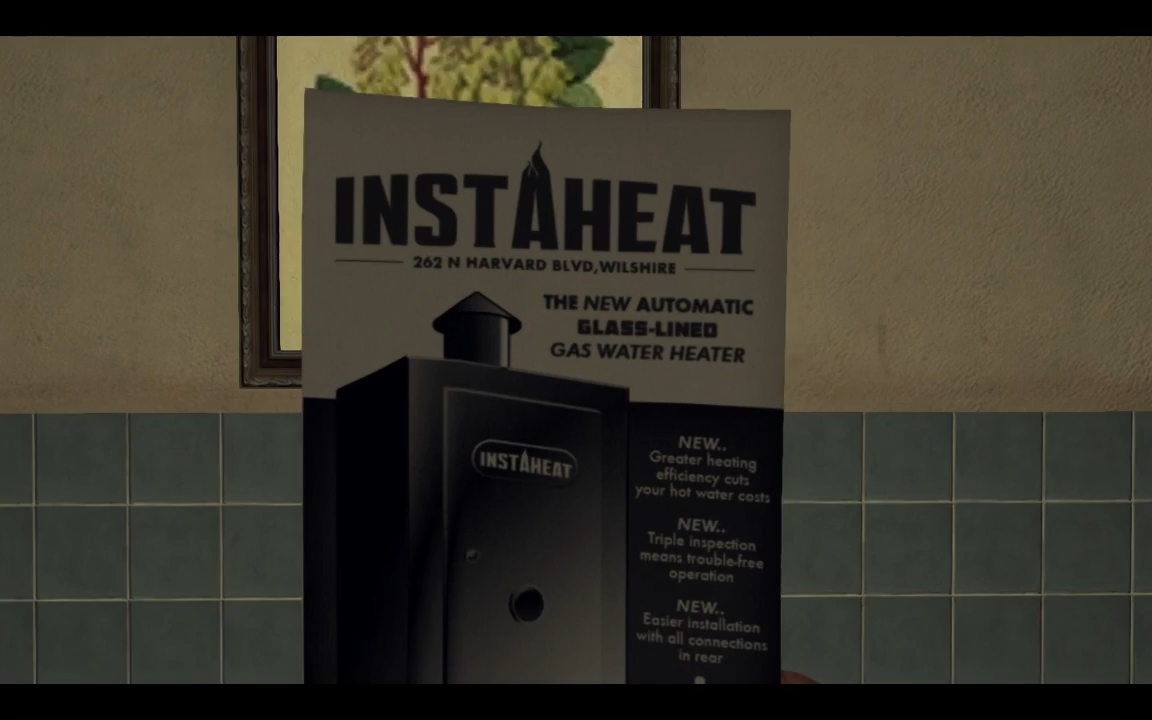 INSTAHEAT
262 N HARVARD BLVD, WILSHIRE
THE NEW AUTOMATIC
GLASS-LINED
GAS WATER HEATER
INSTAHEAT
NEW..
Greater heating
efficiency cuts
your hot water costs
NEW..
Triple inspection
means trouble-free
operation
NEW..
Easier installation
with all connections
in rear